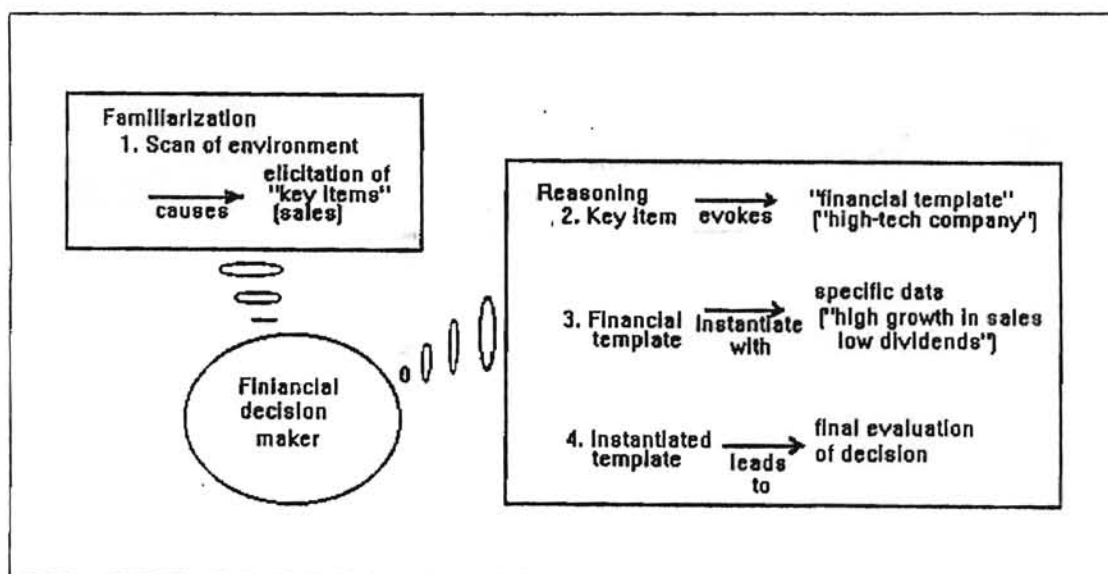 Familiarization
1. Scan of environment
causes
elicitation of
"key items"
(sales)
Reasoning
2. Key item
evokes
"financial template"
("high-tech company")
3. Financial
template
instantiate
with
specific data
("high growth in sales
low dividends")
4. Instantiated
template
leads
to
final evaluation
of decision
Finiancial
decision
maker